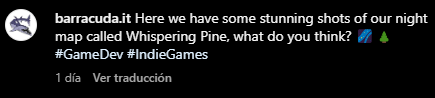 barracuda.it Here we have some stunning shots of our night
map called Whispering Pine, what do you think? 🌌🌲
#GameDev #IndieGames
1 día Ver traducción